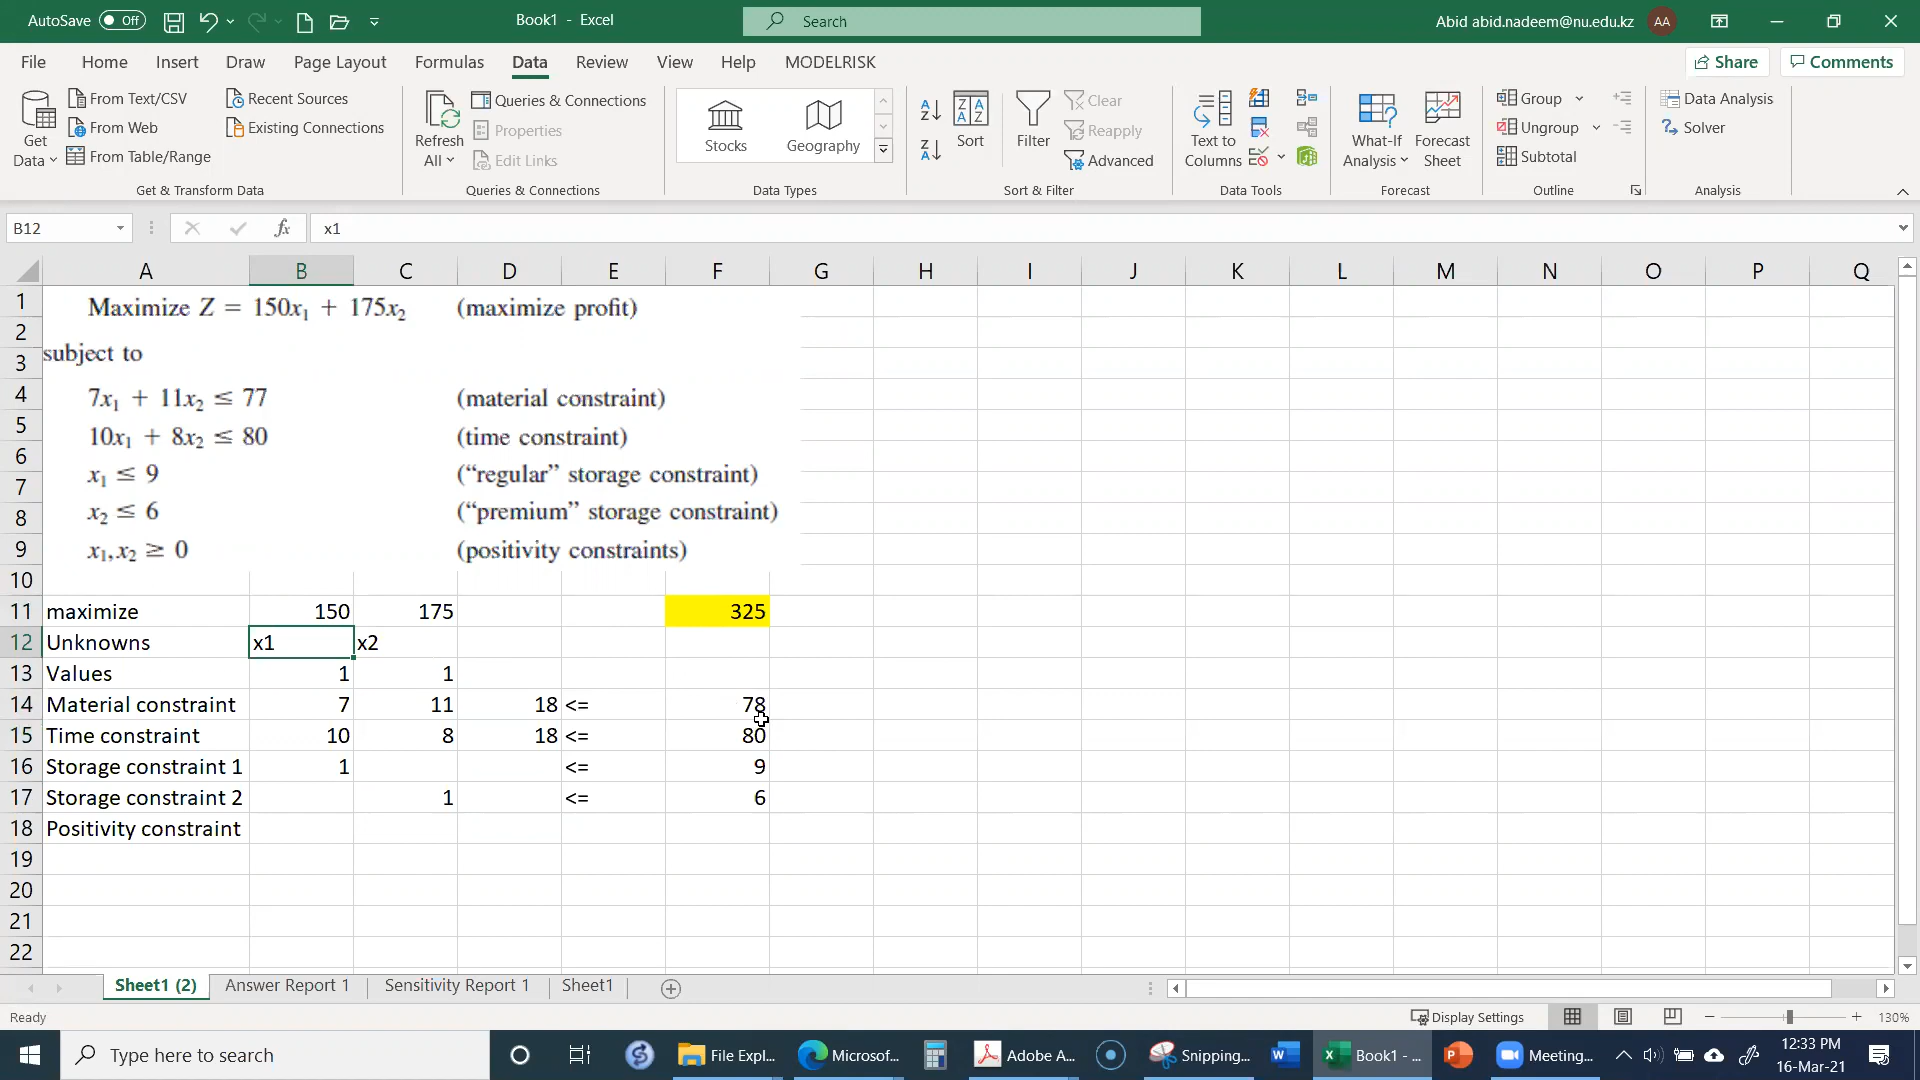 AutoSave Off Book1 - Excel Search Abid abid.nadeem@nu.edu.kz AA
File Home Insert Draw Page Layout Formulas Data Review View Help MODELRISK Share Comments
Get Data
From Text/CSV
From Web
From Table/Range
Recent Sources
Existing Connections
Get & Transform Data
Refresh All
Queries & Connections
Properties
Edit Links
Queries & Connections
Stocks
Geography
Data Types
Sort
Filter
Clear
Reapply
Advanced
Sort & Filter
Text to Columns
Data Tools
What-If Analysis
Forecast Sheet
Forecast
Group
Ungroup
Subtotal
Outline
Data Analysis
Solver
Analysis
B12 fx x1
A B C D E F G H I J K L M N O P Q
1
2
3
4
5
6
7
8
9
10
Maximize Z = 150x₁ + 175x₂ (maximize profit)
subject to
7x₁ + 11x₂ ≤ 77 (material constraint)
10x₁ + 8x₂ ≤ 80 (time constraint)
x₁ ≤ 9 (“regular” storage constraint)
x₂ ≤ 6 (“premium” storage constraint)
x₁, x₂ ≥ 0 (positivity constraints)
11 maximize 150 175 325
12 Unknowns x1 x2
13 Values 1 1
14 Material constraint 7 11 18 <= 78
15 Time constraint 10 8 18 <= 80
16 Storage constraint 1 1 <= 9
17 Storage constraint 2 1 <= 6
18 Positivity constraint
19
20
21
22
Sheet1 (2) Answer Report 1 Sensitivity Report 1 Sheet1
Ready Display Settings 130%
Type here to search File Expl... Microsof... Adobe A... Snipping... Book1 - ... Meeting... 12:33 PM
16-Mar-21